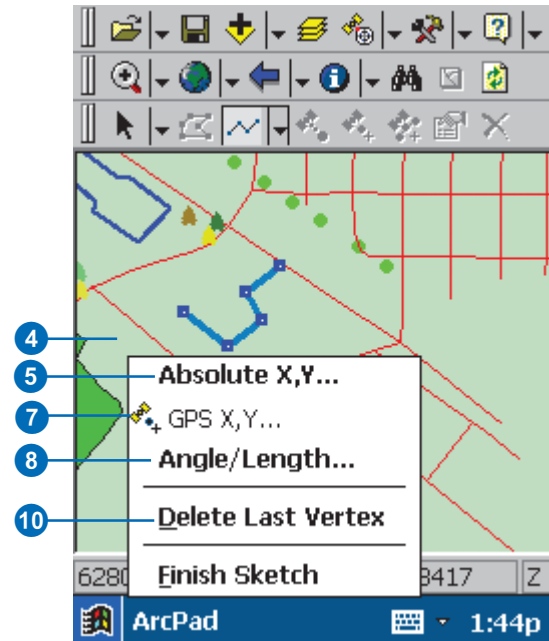 4
5
Absolute X,Y...
7
GPS X,Y...
8
Angle/Length...
10
Delete Last Vertex
Finish Sketch
6280
8417
Z
ArcPad
1:44p